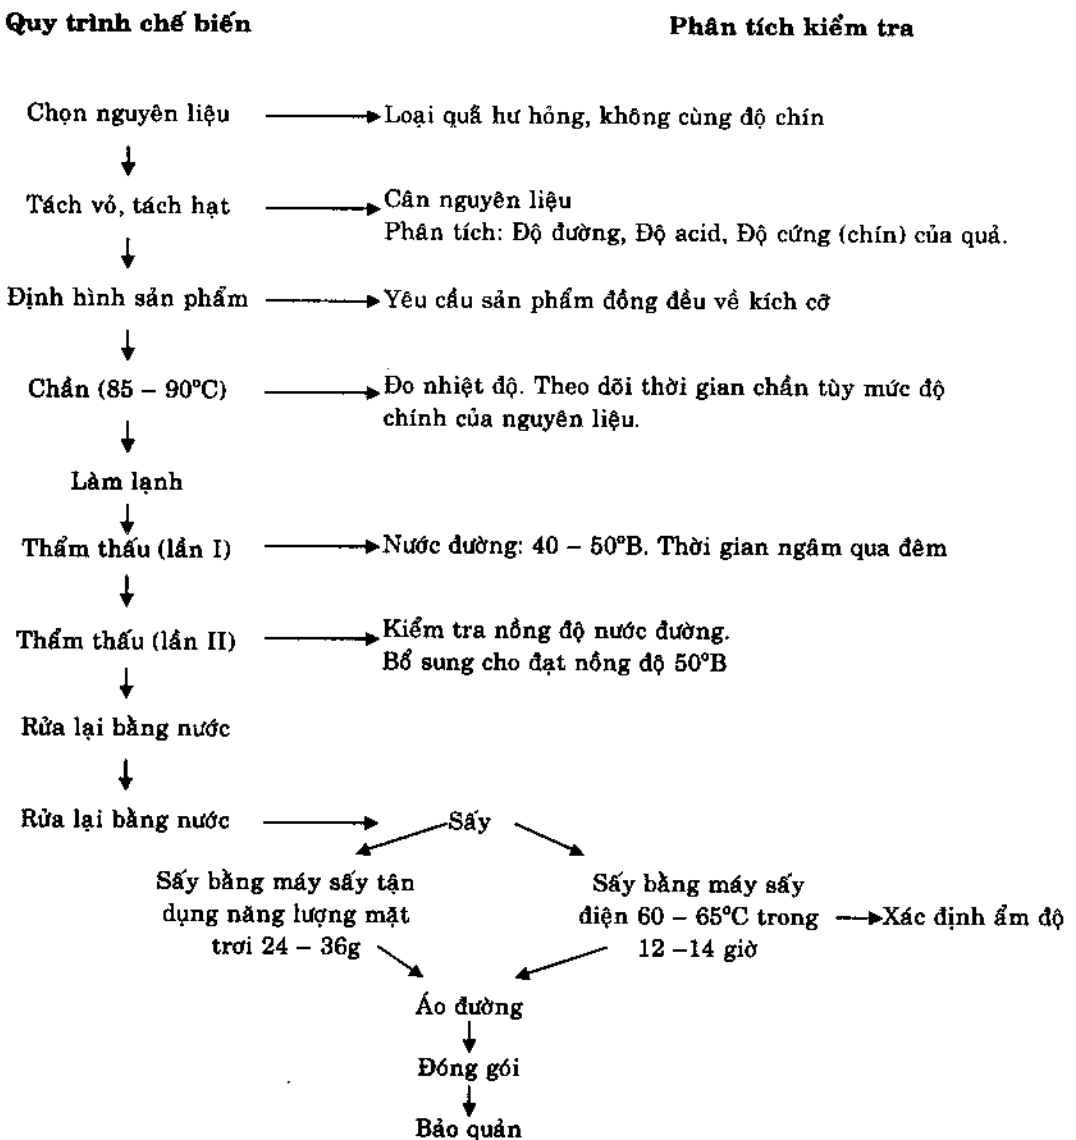 Quy trình chế biến
Phân tích kiểm tra
Chọn nguyên liệu
Loại quả hư hỏng, không cùng độ chín
Tách vỏ, tách hạt
Cân nguyên liệu
Phân tích: Độ đường, Độ acid, Độ cứng (chín) của quả.
Định hình sản phẩm
Yêu cầu sản phẩm đồng đều về kích cỡ
Chần (85 – 90°C)
Đo nhiệt độ. Theo dõi thời gian chần tùy mức độ
chính của nguyên liệu.
Làm lạnh
Thẩm thấu (lần I)
Nước đường: 40 – 50°B. Thời gian ngâm qua đêm
Thẩm thấu (lần II)
Kiểm tra nồng độ nước đường.
Bổ sung cho đạt nồng độ 50°B
Rửa lại bằng nước
Rửa lại bằng nước
Sấy
Sấy bằng máy sấy tận
dụng năng lượng mặt
trơi 24 – 36g
Sấy bằng máy sấy
điện 60 – 65°C trong
12 –14 giờ
Xác định ẩm độ
Áo đường
Đóng gói
Bảo quản